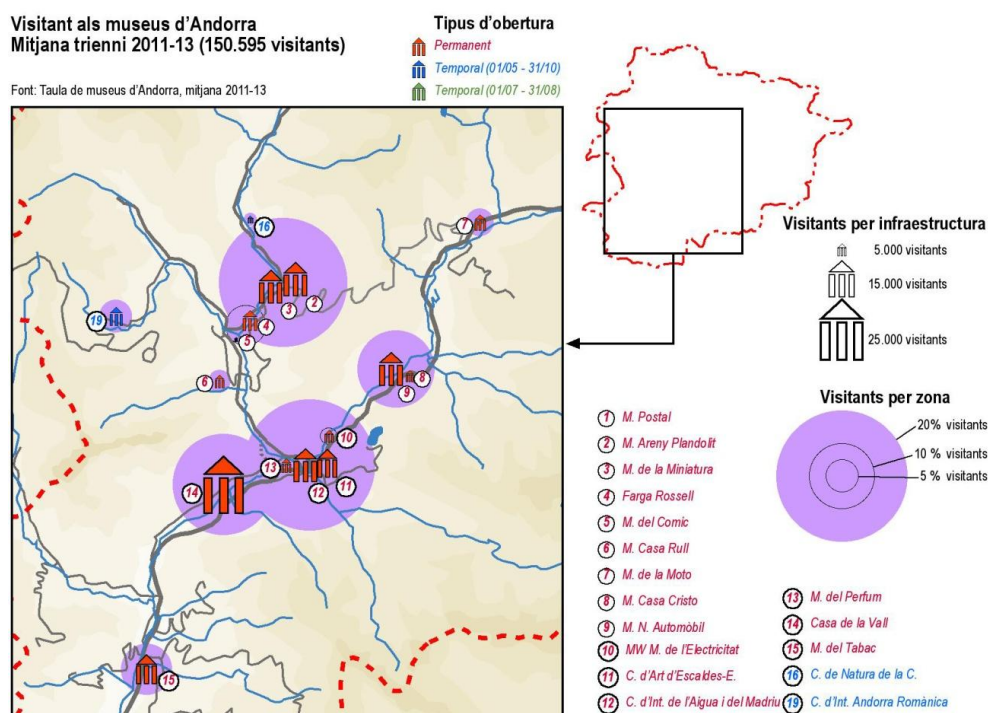 Visitant als museus d'Andorra
Mitjana trienni 2011-13 (150.595 visitants)
Font: Taula de museus d'Andorra, mitjana 2011-13
Tipus d'obertura
Permanent
Temporal (01/05 - 31/10)
Temporal (01/07 - 31/08)
16
7
2
3
4
5
19
6
8
9
10
13
12
11
14
15
Visitants per infraestructura
5.000 visitants
15.000 visitants
25.000 visitants
Visitants per zona
20% visitants
10 % visitants
5 % visitants
1 M. Postal
2 M. Areny Plandolit
3 M. de la Miniatura
4 Farga Rossell
5 M. del Comic
6 M. Casa Rull
7 M. de la Moto
8 M. Casa Cristo
9 M. N. Automòbil
10 MW M. de l'Electricitat
11 C. d'Art d'Escaldes-E.
12 C. d'Int. de l'Aigua i del Madriu
13 M. del Perfum
14 Casa de la Vall
15 M. del Tabac
16 C. de Natura de la C.
19 C. d'Int. Andorra Romànica